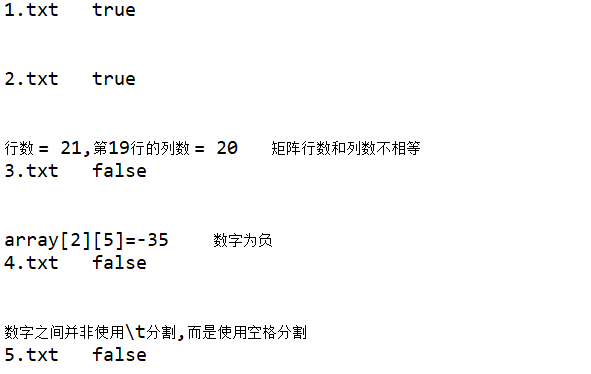 1.txt   true
2.txt   true
行数 = 21,第19行的列数 = 20   矩阵行数和列数不相等
3.txt   false
array[2][5]=-35    数字为负
4.txt   false
数字之间并非使用\t分割,而是使用空格分割
5.txt   false